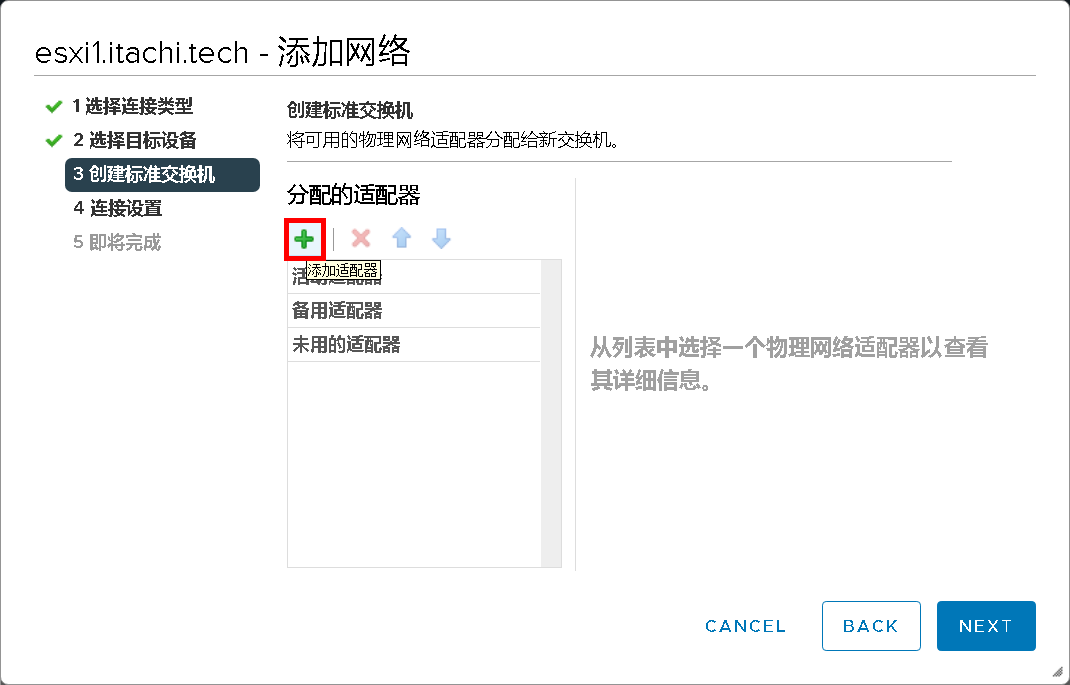 esxi1.itachi.tech - 添加网络
1 选择连接类型
2 选择目标设备
3 创建标准交换机
4 连接设置
5 即将完成
创建标准交换机
将可用的物理网络适配器分配给新交换机。
分配的适配器
添加适配器
活动适配器
备用适配器
未用的适配器
从列表中选择一个物理网络适配器以查看
其详细信息。
CANCEL
BACK
NEXT